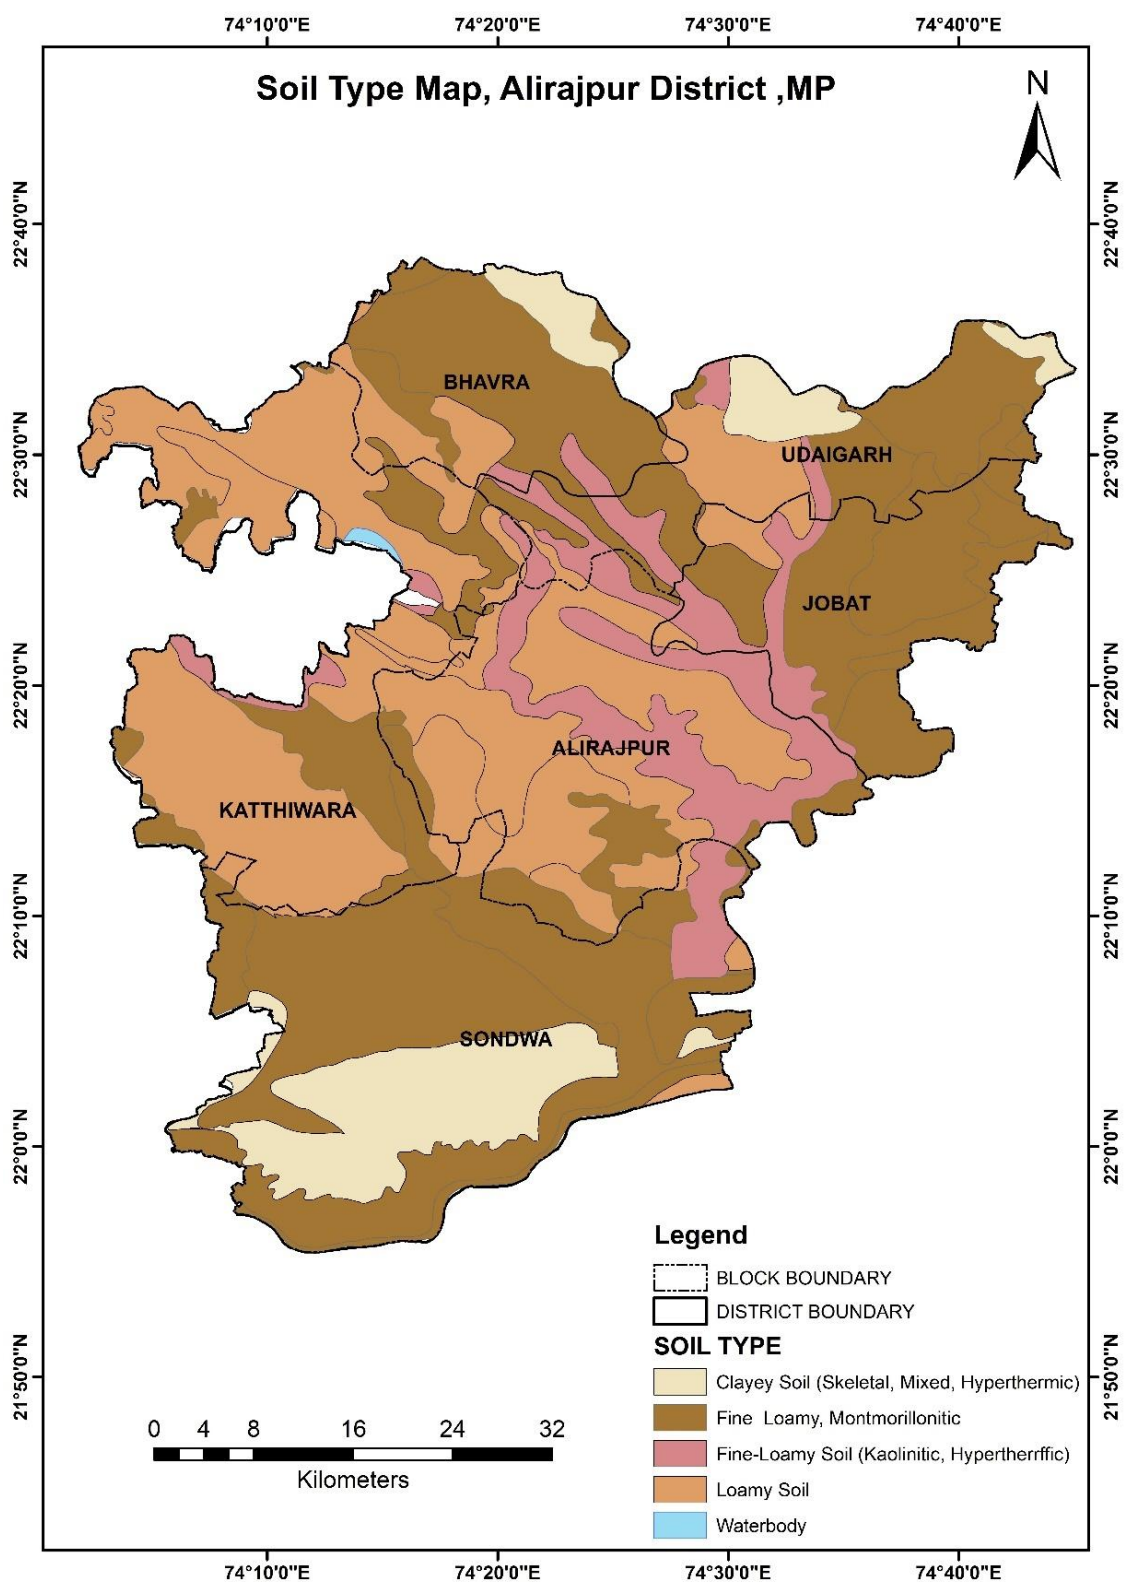 74°10'0"E 74°20'0"E 74°30'0"E 74°40'0"E
Soil Type Map, Alirajpur District ,MP
N
22°40'0"N 22°40'0"N
BHAVRA
22°30'0"N UDAIGARH 22°30'0"N
JOBAT
22°20'0"N 22°20'0"N
ALIRAJPUR
KATTHIWARA
22°10'0"N 22°10'0"N
SONDWA
22°0'0"N 22°0'0"N
Legend
BLOCK BOUNDARY
DISTRICT BOUNDARY
SOIL TYPE
21°50'0"N 21°50'0"N
Clayey Soil (Skeletal, Mixed, Hyperthermic)
Fine Loamy, Montmorillonitic
Fine-Loamy Soil (Kaolinitic, Hypertherrffic)
Loamy Soil
Waterbody
0 4 8 16 24 32
Kilometers
74°10'0"E 74°20'0"E 74°30'0"E 74°40'0"E